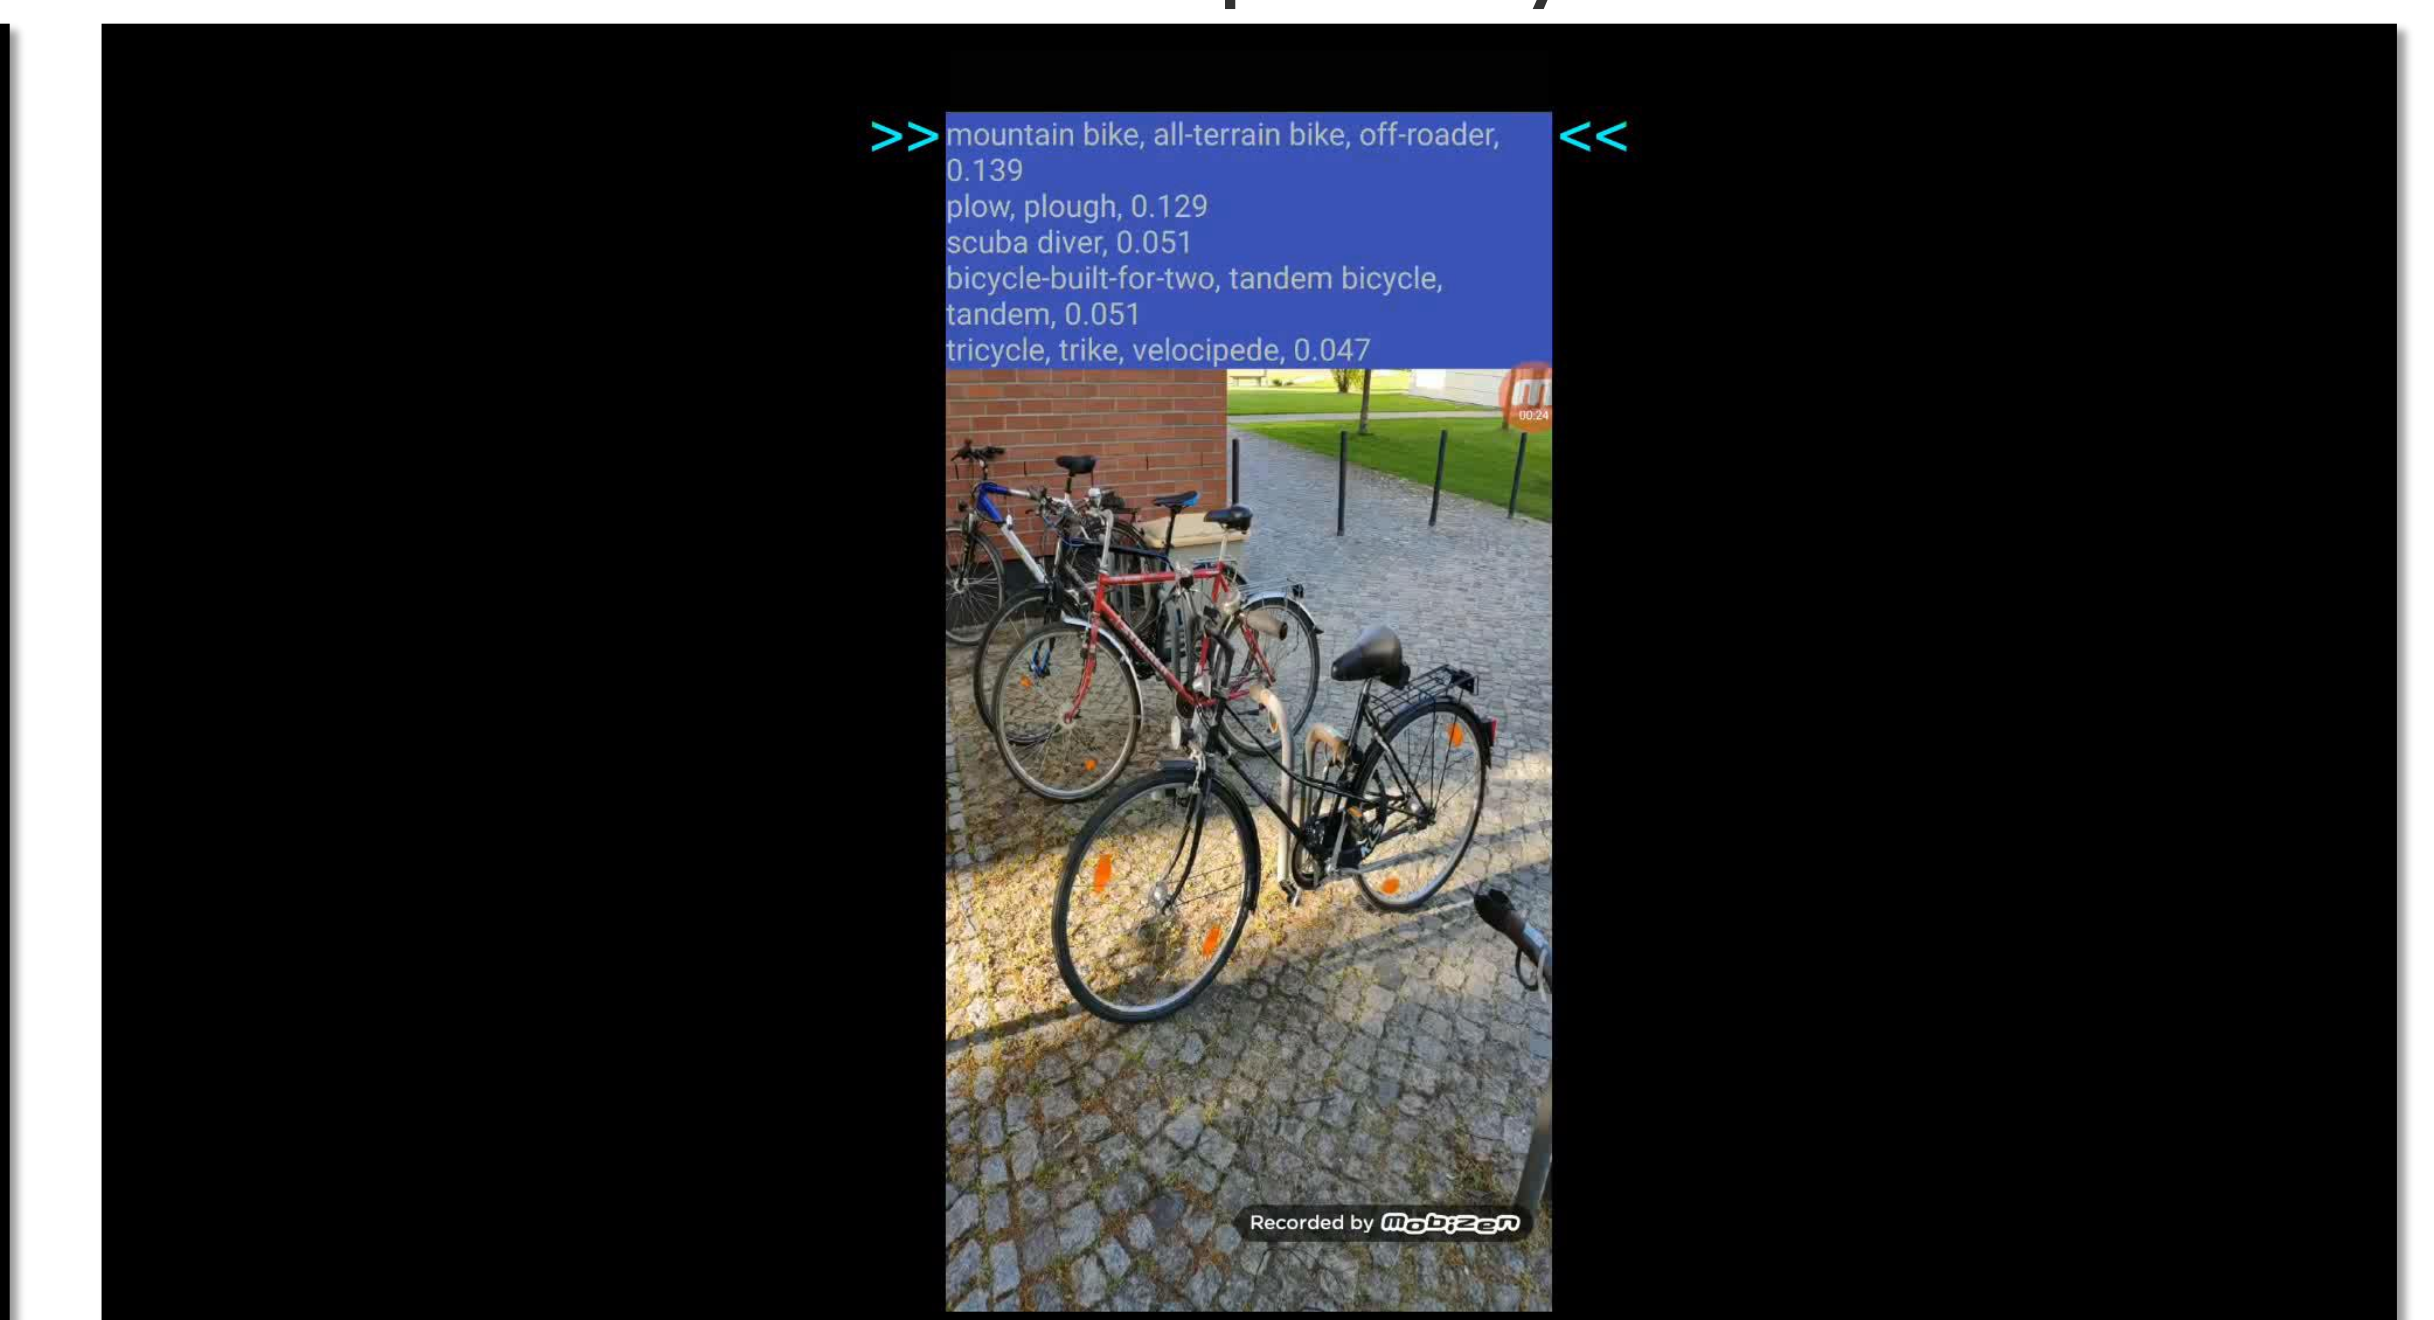 >> mountain bike, all-terrain bike, off-roader, <<
0.139
plow, plough, 0.129
scuba diver, 0.051
bicycle-built-for-two, tandem bicycle,
tandem, 0.051
tricycle, trike, velocipede, 0.047
00:24
Recorded by Mobizen